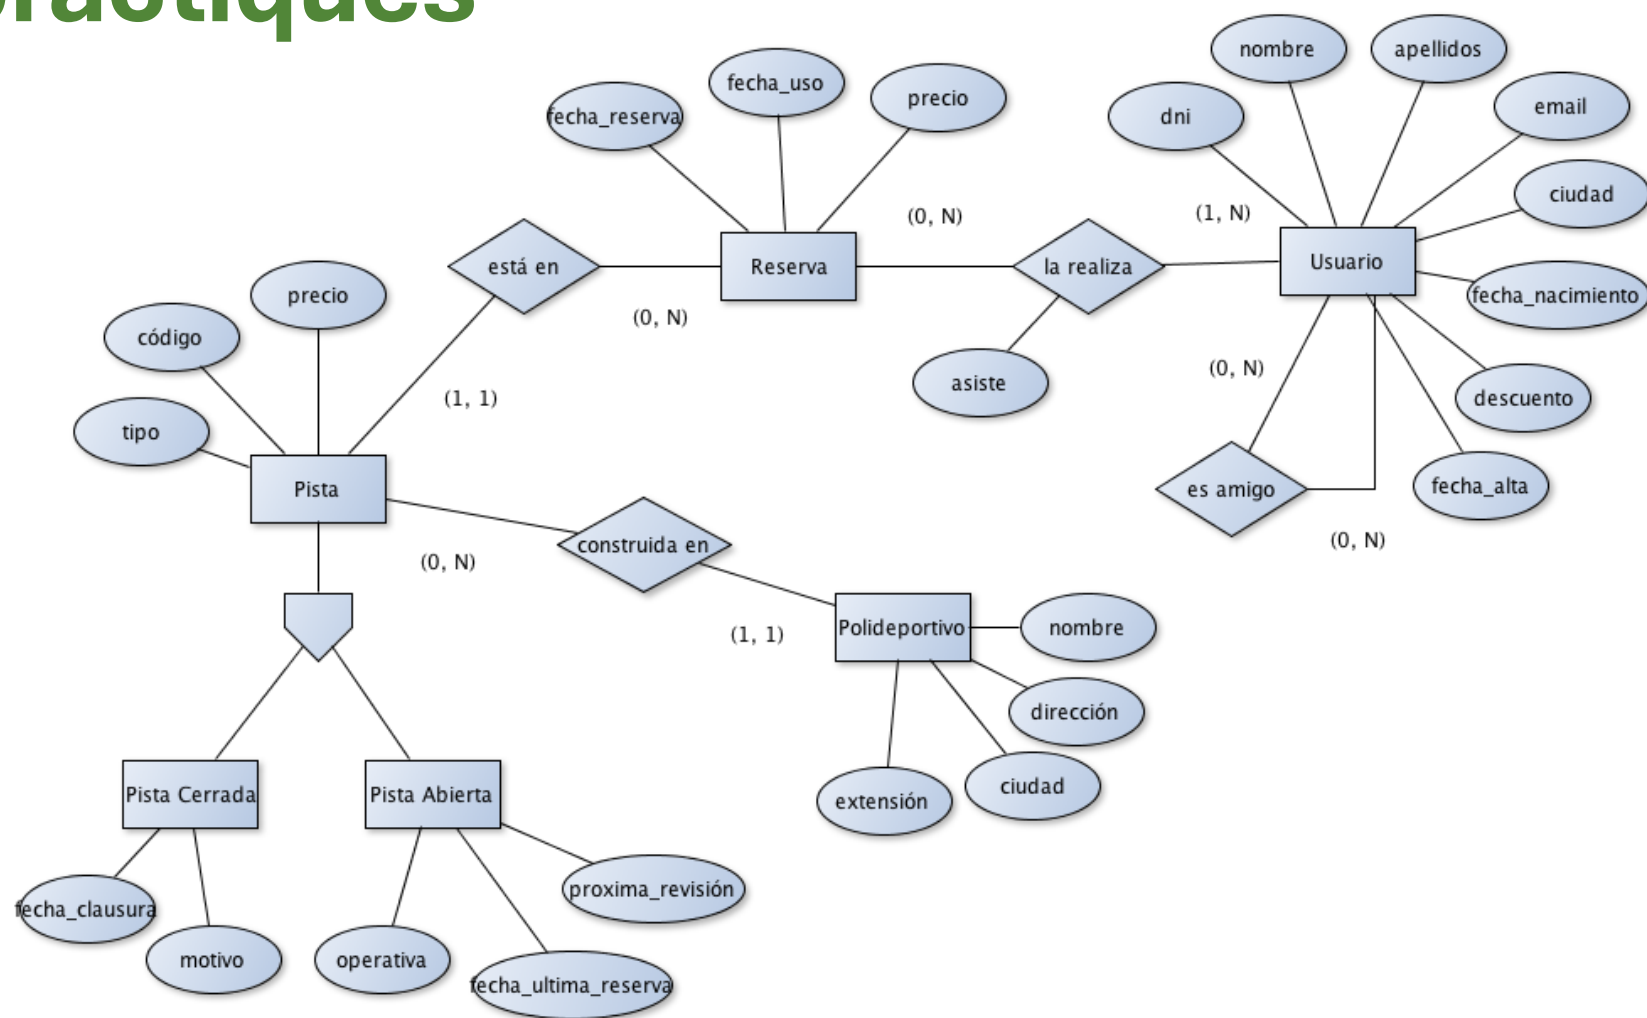 pràctiques
nombre
apellidos
fecha_uso
precio
email
fecha_reserva
dni
ciudad
(0, N)
(1, N)
está en
Reserva
la realiza
Usuario
precio
fecha_nacimiento
(0, N)
código
(0, N)
asiste
(1, 1)
descuento
tipo
Pista
es amigo
fecha_alta
construida en
(0, N)
(0, N)
(1, 1)
Polideportivo
nombre
dirección
ciudad
extensión
Pista Cerrada
Pista Abierta
proxima_revisión
fecha_clausura
motivo
operativa
fecha_ultima_reserva